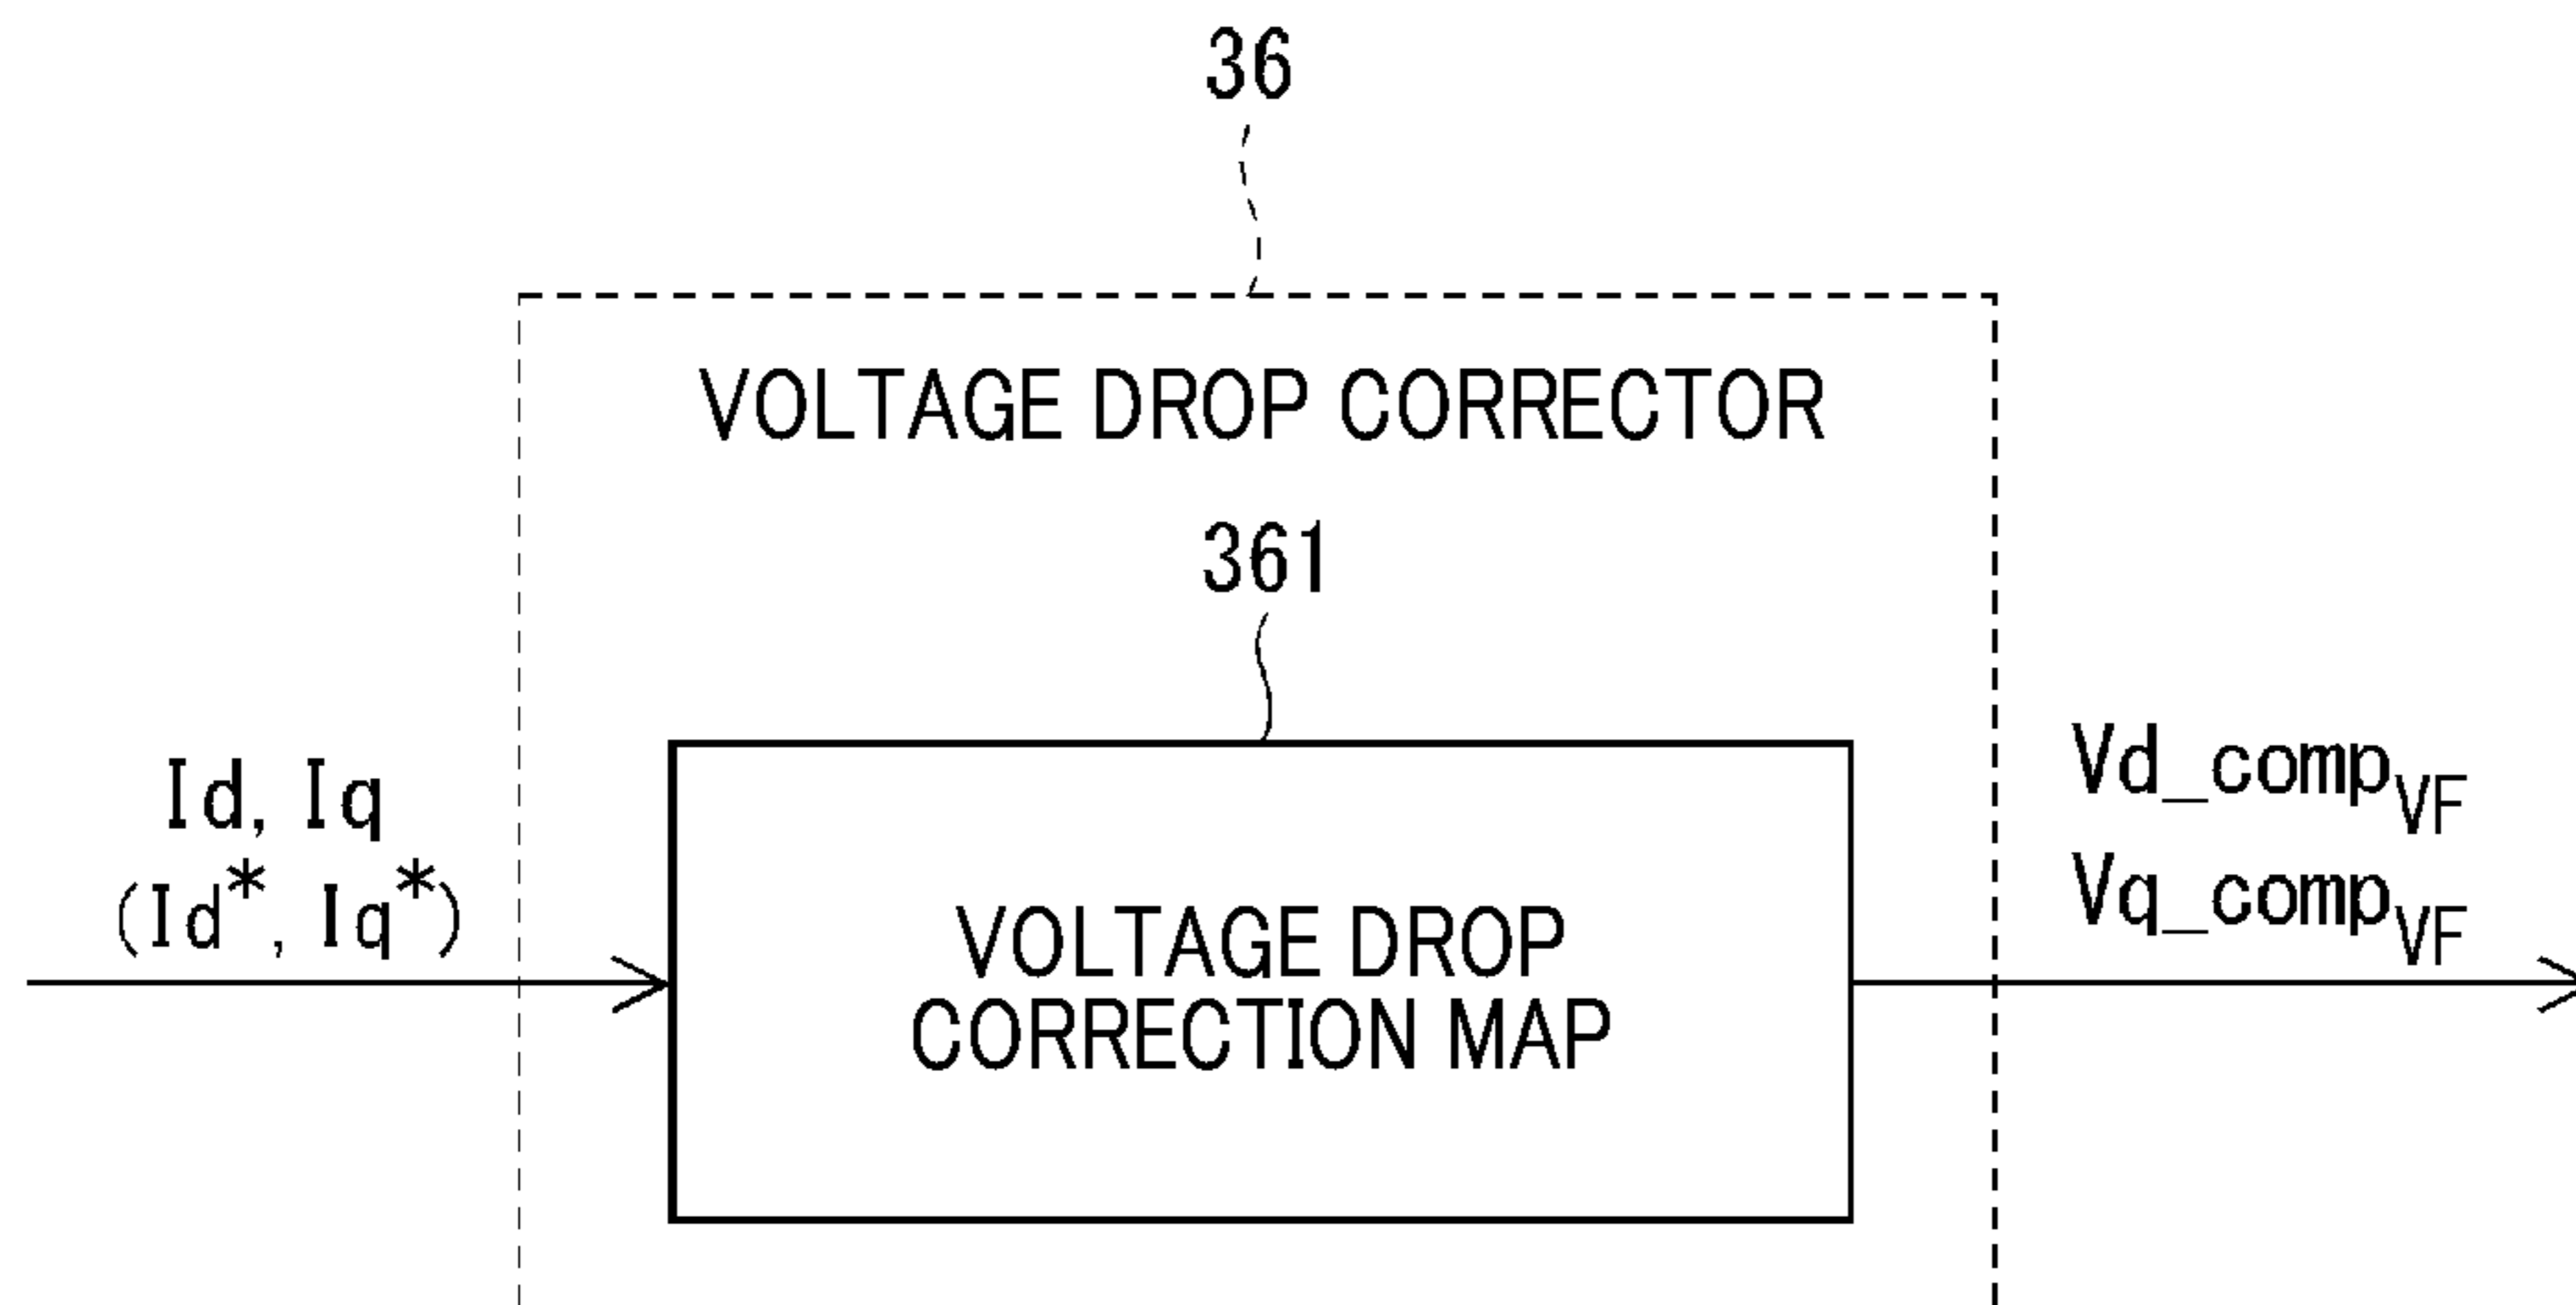 36
VOLTAGE DROP CORRECTOR
361
Id, Iq
(Id*, Iq*)
VOLTAGE DROP
CORRECTION MAP
Vd_compVF
Vq_compVF